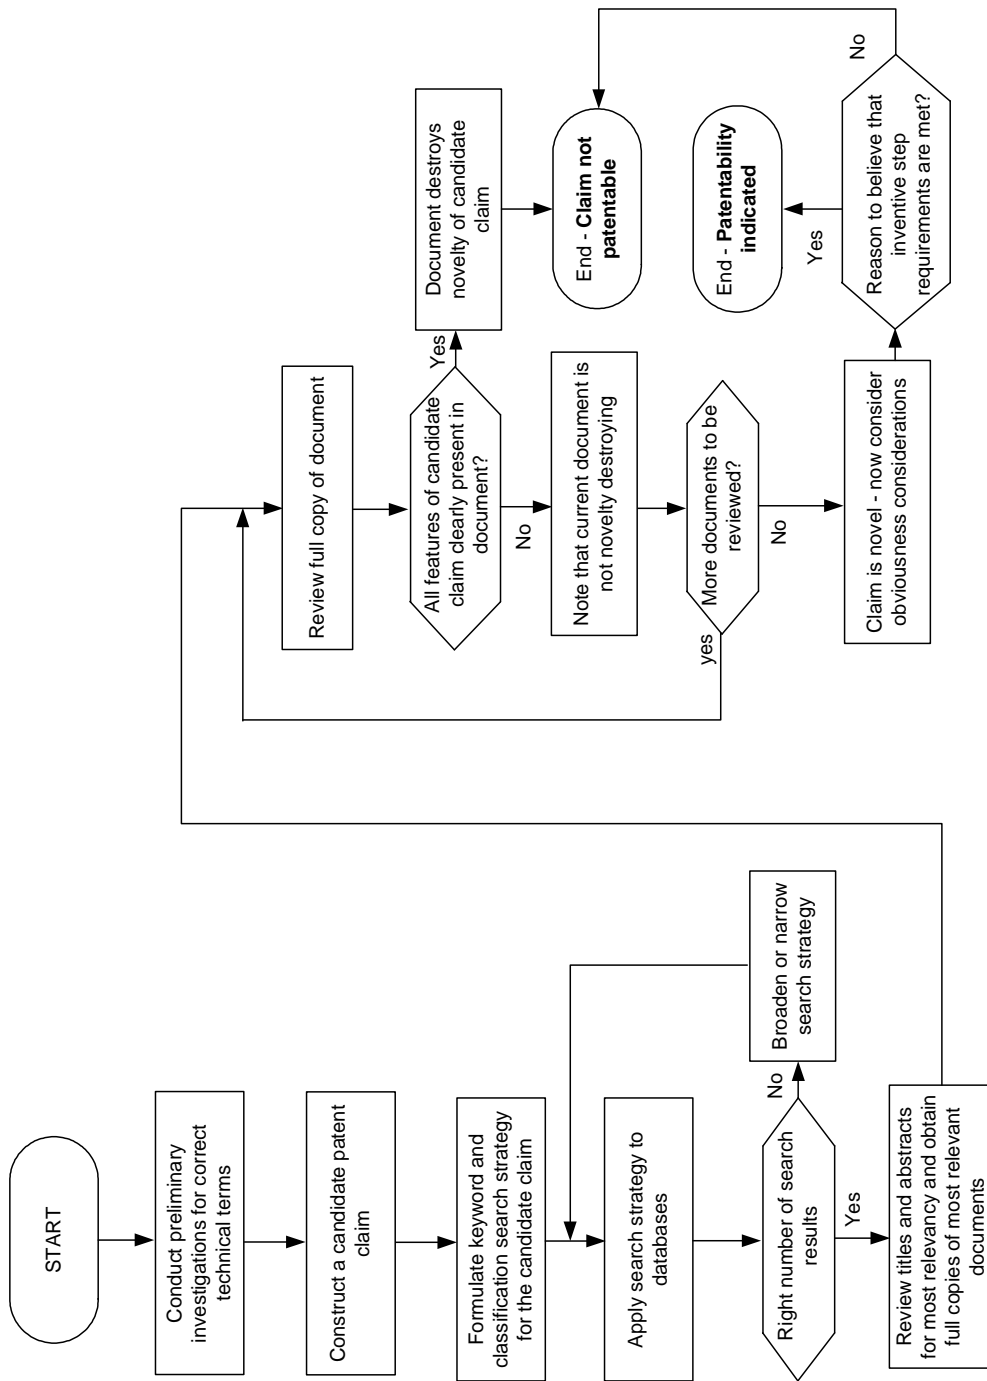 START
Conduct preliminary
investigations for correct
technical terms
Construct a candidate patent
claim
Formulate keyword and
classification search strategy
for the candidate claim
Apply search strategy to
databases
Right number of search
results
No
Broaden or narrow
search strategy
Yes
Review titles and abstracts
for most relevancy and obtain
full copies of most relevant
documents
Review full copy of document
All features of candidate
claim clearly present in
document?
Yes
Document destroys
novelty of candidate
claim
No
Note that current document is
not novelty destroying
More documents to be
reviewed?
yes
No
Claim is novel - now consider
obviousness considerations
Reason to believe that
inventive step
requirements are met?
Yes
No
End - Claim not
patentable
End - Patentability
indicated